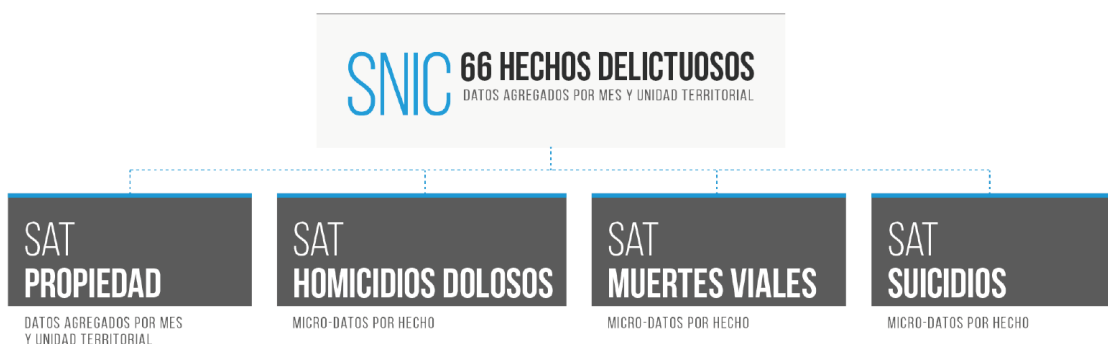 SNIC 66 HECHOS DELICTUOSOS
DATOS AGREGADOS POR MES Y UNIDAD TERRITORIAL
SAT
PROPIEDAD
DATOS AGREGADOS POR MES
Y UNIDAD TERRITORIAL
SAT
HOMICIDIOS DOLOSOS
MICRO-DATOS POR HECHO
SAT
MUERTES VIALES
MICRO-DATOS POR HECHO
SAT
SUICIDIOS
MICRO-DATOS POR HECHO